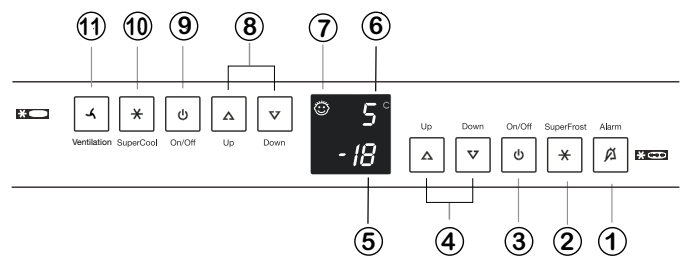 11 10 9 8 7 6
5 C
Up Down On/Off SuperFrost Alarm
Ventilation SuperCool On/Off Up Down
-18
5 4 3 2 1